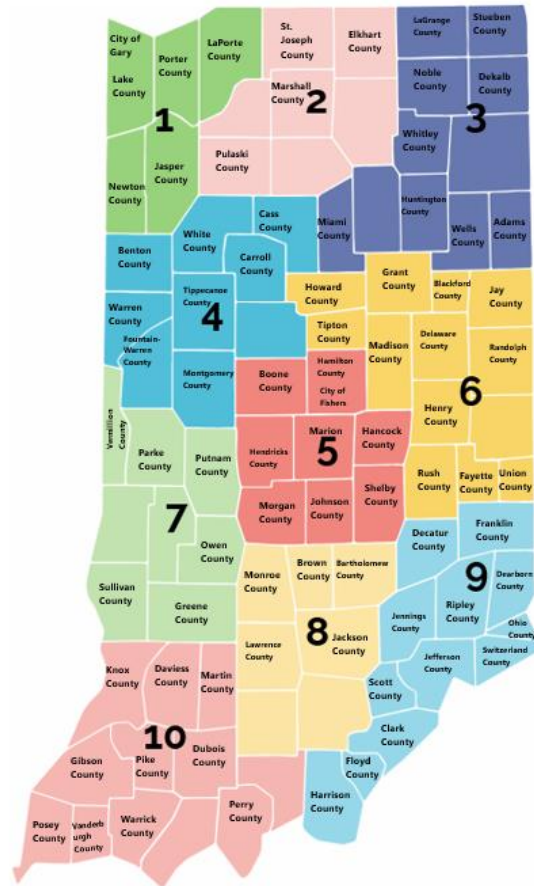 City of
Gary
Lake
County
Porter
County
LaPorte
County
1
Newton
County
Jasper
County
St.
Joseph
County
Elkhart
County
Marshall
County
2
Pulaski
County
LaGrange
County
Stueben
County
Noble
County
Dekalb
County
3
Whitley
County
Huntington
County
Miami
County
Wells
County
Adams
County
Benton
County
White
County
Cass
County
Carroll
County
Warren
County
Tippecanoe
County
4
Fountain-
Warren
County
Montgomery
County
Howard
County
Grant
County
Blackford
County
Jay
County
Tipton
County
Madison
County
Delaware
County
Randolph
County
6
Henry
County
Rush
County
Fayette
County
Union
County
Boone
County
Hamilton
County
City of
Fishers
Hendricks
County
Marion
5
County
Hancock
County
Morgan
County
Johnson
County
Shelby
County
Vermillion
County
Parke
County
Putnam
County
7
Owen
County
Sullivan
County
Greene
County
Monroe
County
Brown
County
Bartholomew
County
8
Lawrence
County
Jackson
County
Decatur
County
Franklin
County
9
Dearborn
County
Jennings
County
Ripley
County
Ohio
County
Jefferson
County
Switzerland
County
Scott
County
Clark
County
Floyd
County
Harrison
County
Knox
County
Daviess
County
Martin
County
10
Gibson
County
Pike
County
Dubois
County
Posey
County
Vanderb
urgh
County
Warrick
County
Perry
County